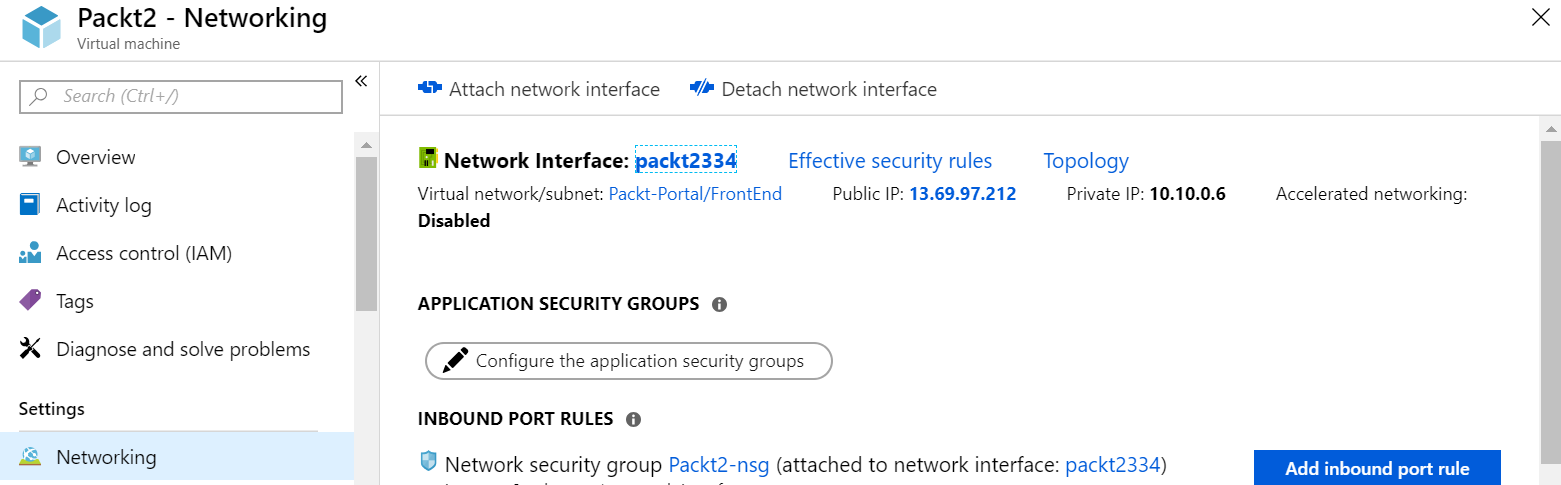 Packt2 - Networking
Virtual machine
Search (Ctrl+/)
Overview
Activity log
Access control (IAM)
Tags
Diagnose and solve problems
Settings
Networking
Attach network interface Detach network interface
Network Interface: packt2334 Effective security rules Topology
Virtual network/subnet: Packt-Portal/FrontEnd Public IP: 13.69.97.212 Private IP: 10.10.0.6 Accelerated networking:
Disabled
APPLICATION SECURITY GROUPS
Configure the application security groups
INBOUND PORT RULES
Network security group Packt2-nsg (attached to network interface: packt2334)
Add inbound port rule